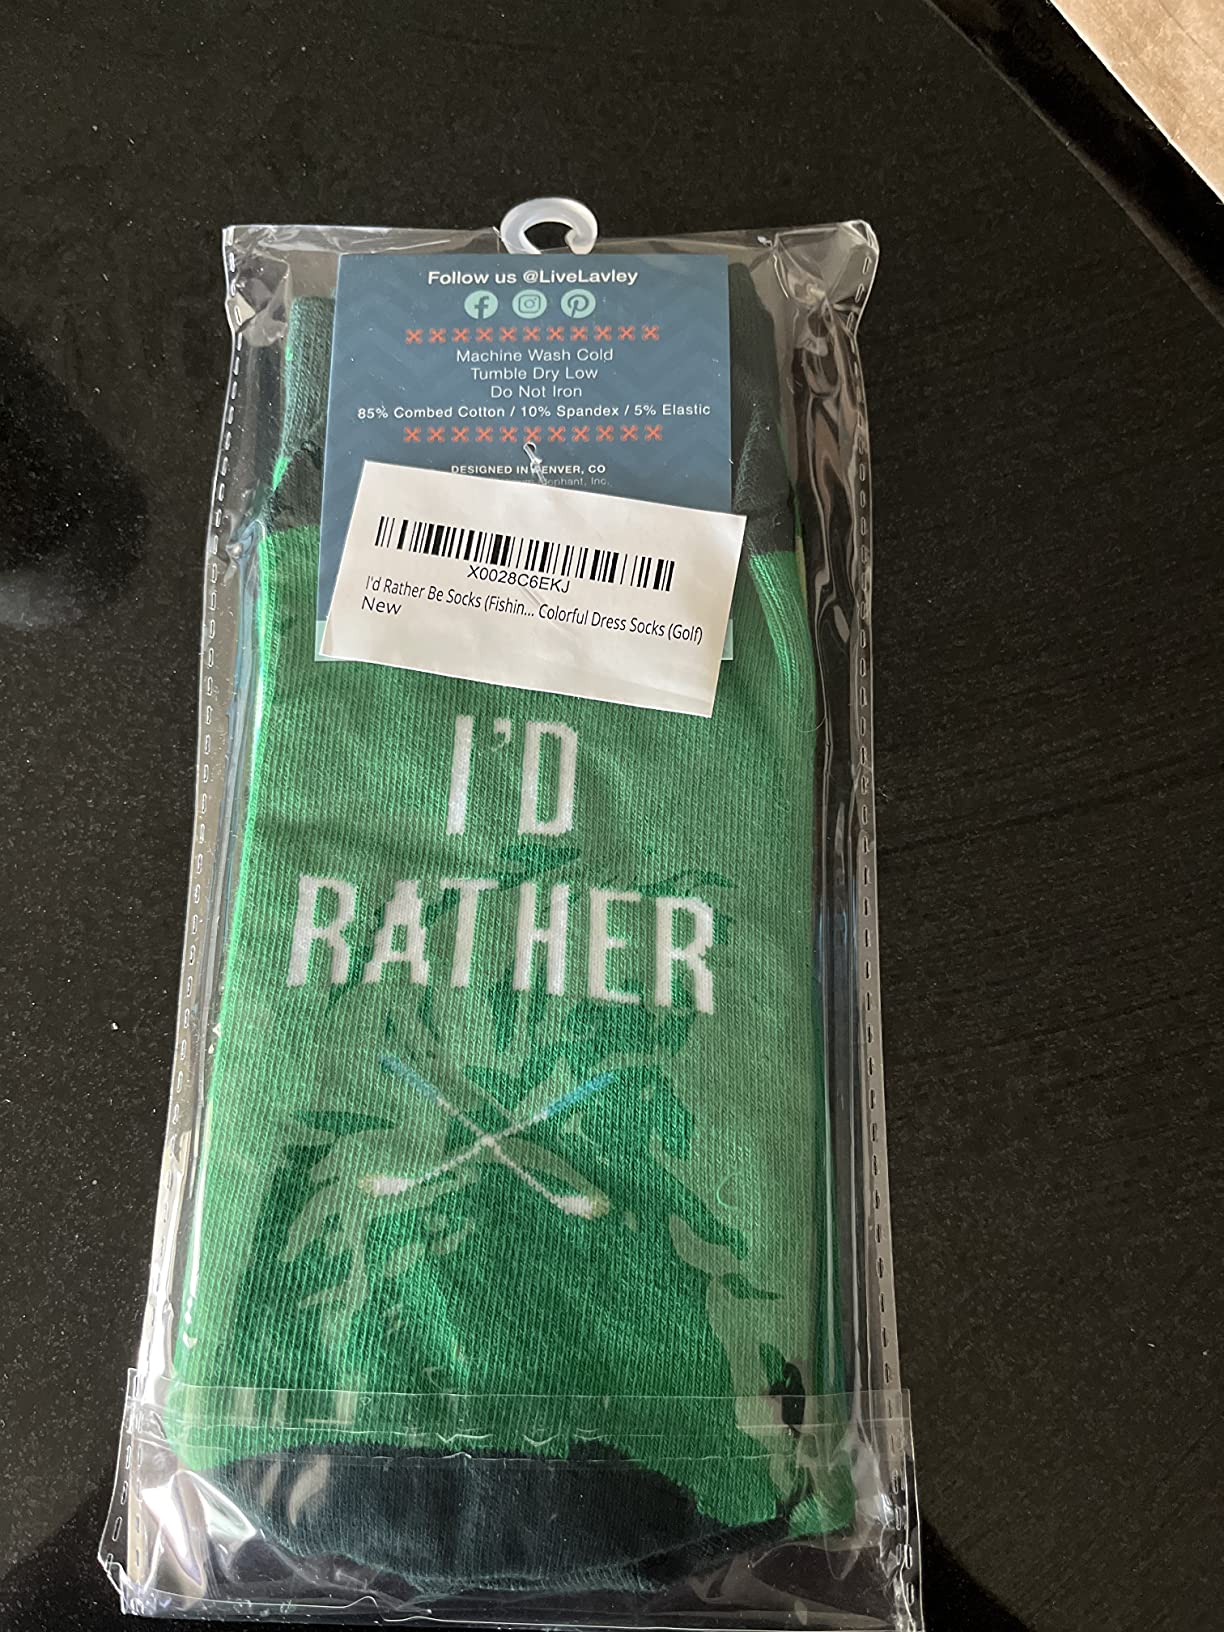 Follow us @LiveLavley
Machine Wash Cold
Tumble Dry Low
Do Not Iron
85% Combed Cotton / 10% Spandex / 5% Elastic
DESIGNED IN DENVER, CO
Inc.
X0028C6EKJ
I'd Rather Be Socks (Fishin... Colorful Dress Socks (Golf)
New
I'D
RATHER